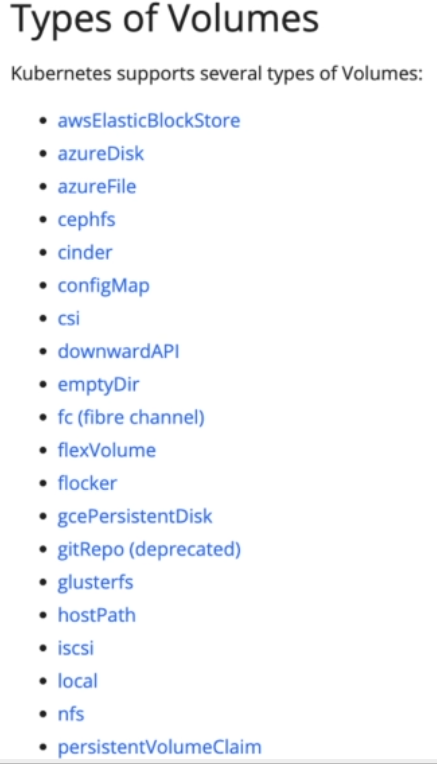 Types of Volumes
Kubernetes supports several types of Volumes:
• awsElasticBlockStore
• azureDisk
• azureFile
• cephfs
• cinder
• configMap
• csi
• downwardAPI
• emptyDir
• fc (fibre channel)
• flexVolume
• flocker
• gcePersistentDisk
• gitRepo (deprecated)
• glusterfs
• hostPath
• iscsi
• local
• nfs
• persistentVolumeClaim